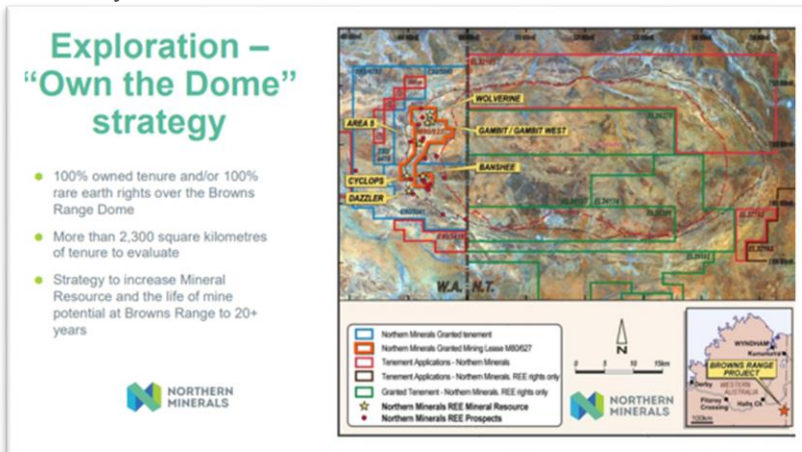 Exploration –
“Own the Dome”
strategy
100% owned tenure and/or 100%
rare earth rights over the Browns
Range Dome
More than 2,300 square kilometres
of tenure to evaluate
Strategy to increase Mineral
Resource and the life of mine
potential at Browns Range to 20+
years
NORTHERN
MINERALS
WOLVERINE
AREA 5
GAMBIT / GAMBIT WEST
BANSHEE
CYCLOPS
DAZZLER
W.A. N.T.
Northern Minerals Granted tenement
Northern Minerals Granted Mining Lease M80/627
Tenement Applications - Northern Minerals
Tenement Applications - Northern Minerals. REE rights only
Granted Tenement - Northern Minerals. REE rights only
Northern Minerals REE Mineral Resource
Northern Minerals REE Prospects
N
0 5 10 15km
NORTHERN
MINERALS
WYNDHAM
Kununurra
BROWNS RANGE
PROJECT
Derby
WESTERN
AUSTRALIA
Fitzroy
Crossing
Halls Ck
100km